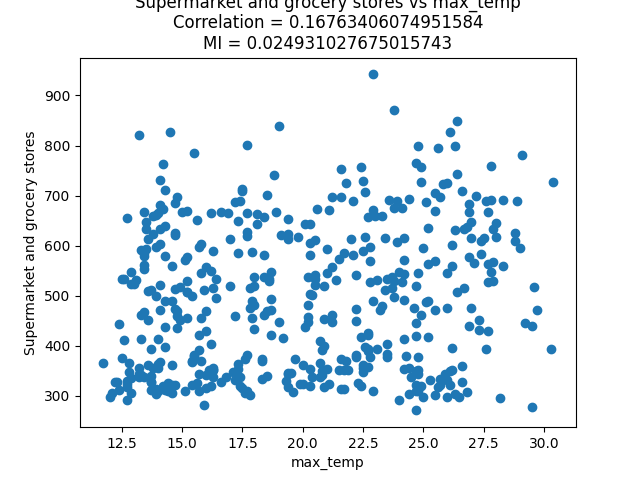 Supermarket and grocery stores vs max_temp
Correlation = 0.16763406074951584
MI = 0.024931027675015743
900
800
700
600
500
400
300
Supermarket and grocery stores
12.5 15.0 17.5 20.0 22.5 25.0 27.5 30.0
max_temp